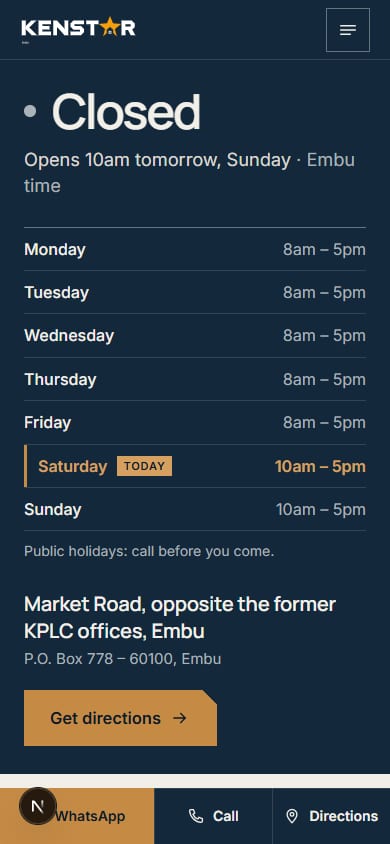 KENSTAR
Closed
Opens 10am tomorrow, Sunday · Embu
time
Monday 8am – 5pm
Tuesday 8am – 5pm
Wednesday 8am – 5pm
Thursday 8am – 5pm
Friday 8am – 5pm
Saturday TODAY 10am – 5pm
Sunday 10am – 5pm
Public holidays: call before you come.
Market Road, opposite the former
KPLC offices, Embu
P.O. Box 778 – 60100, Embu
Get directions →
N WhatsApp Call Directions